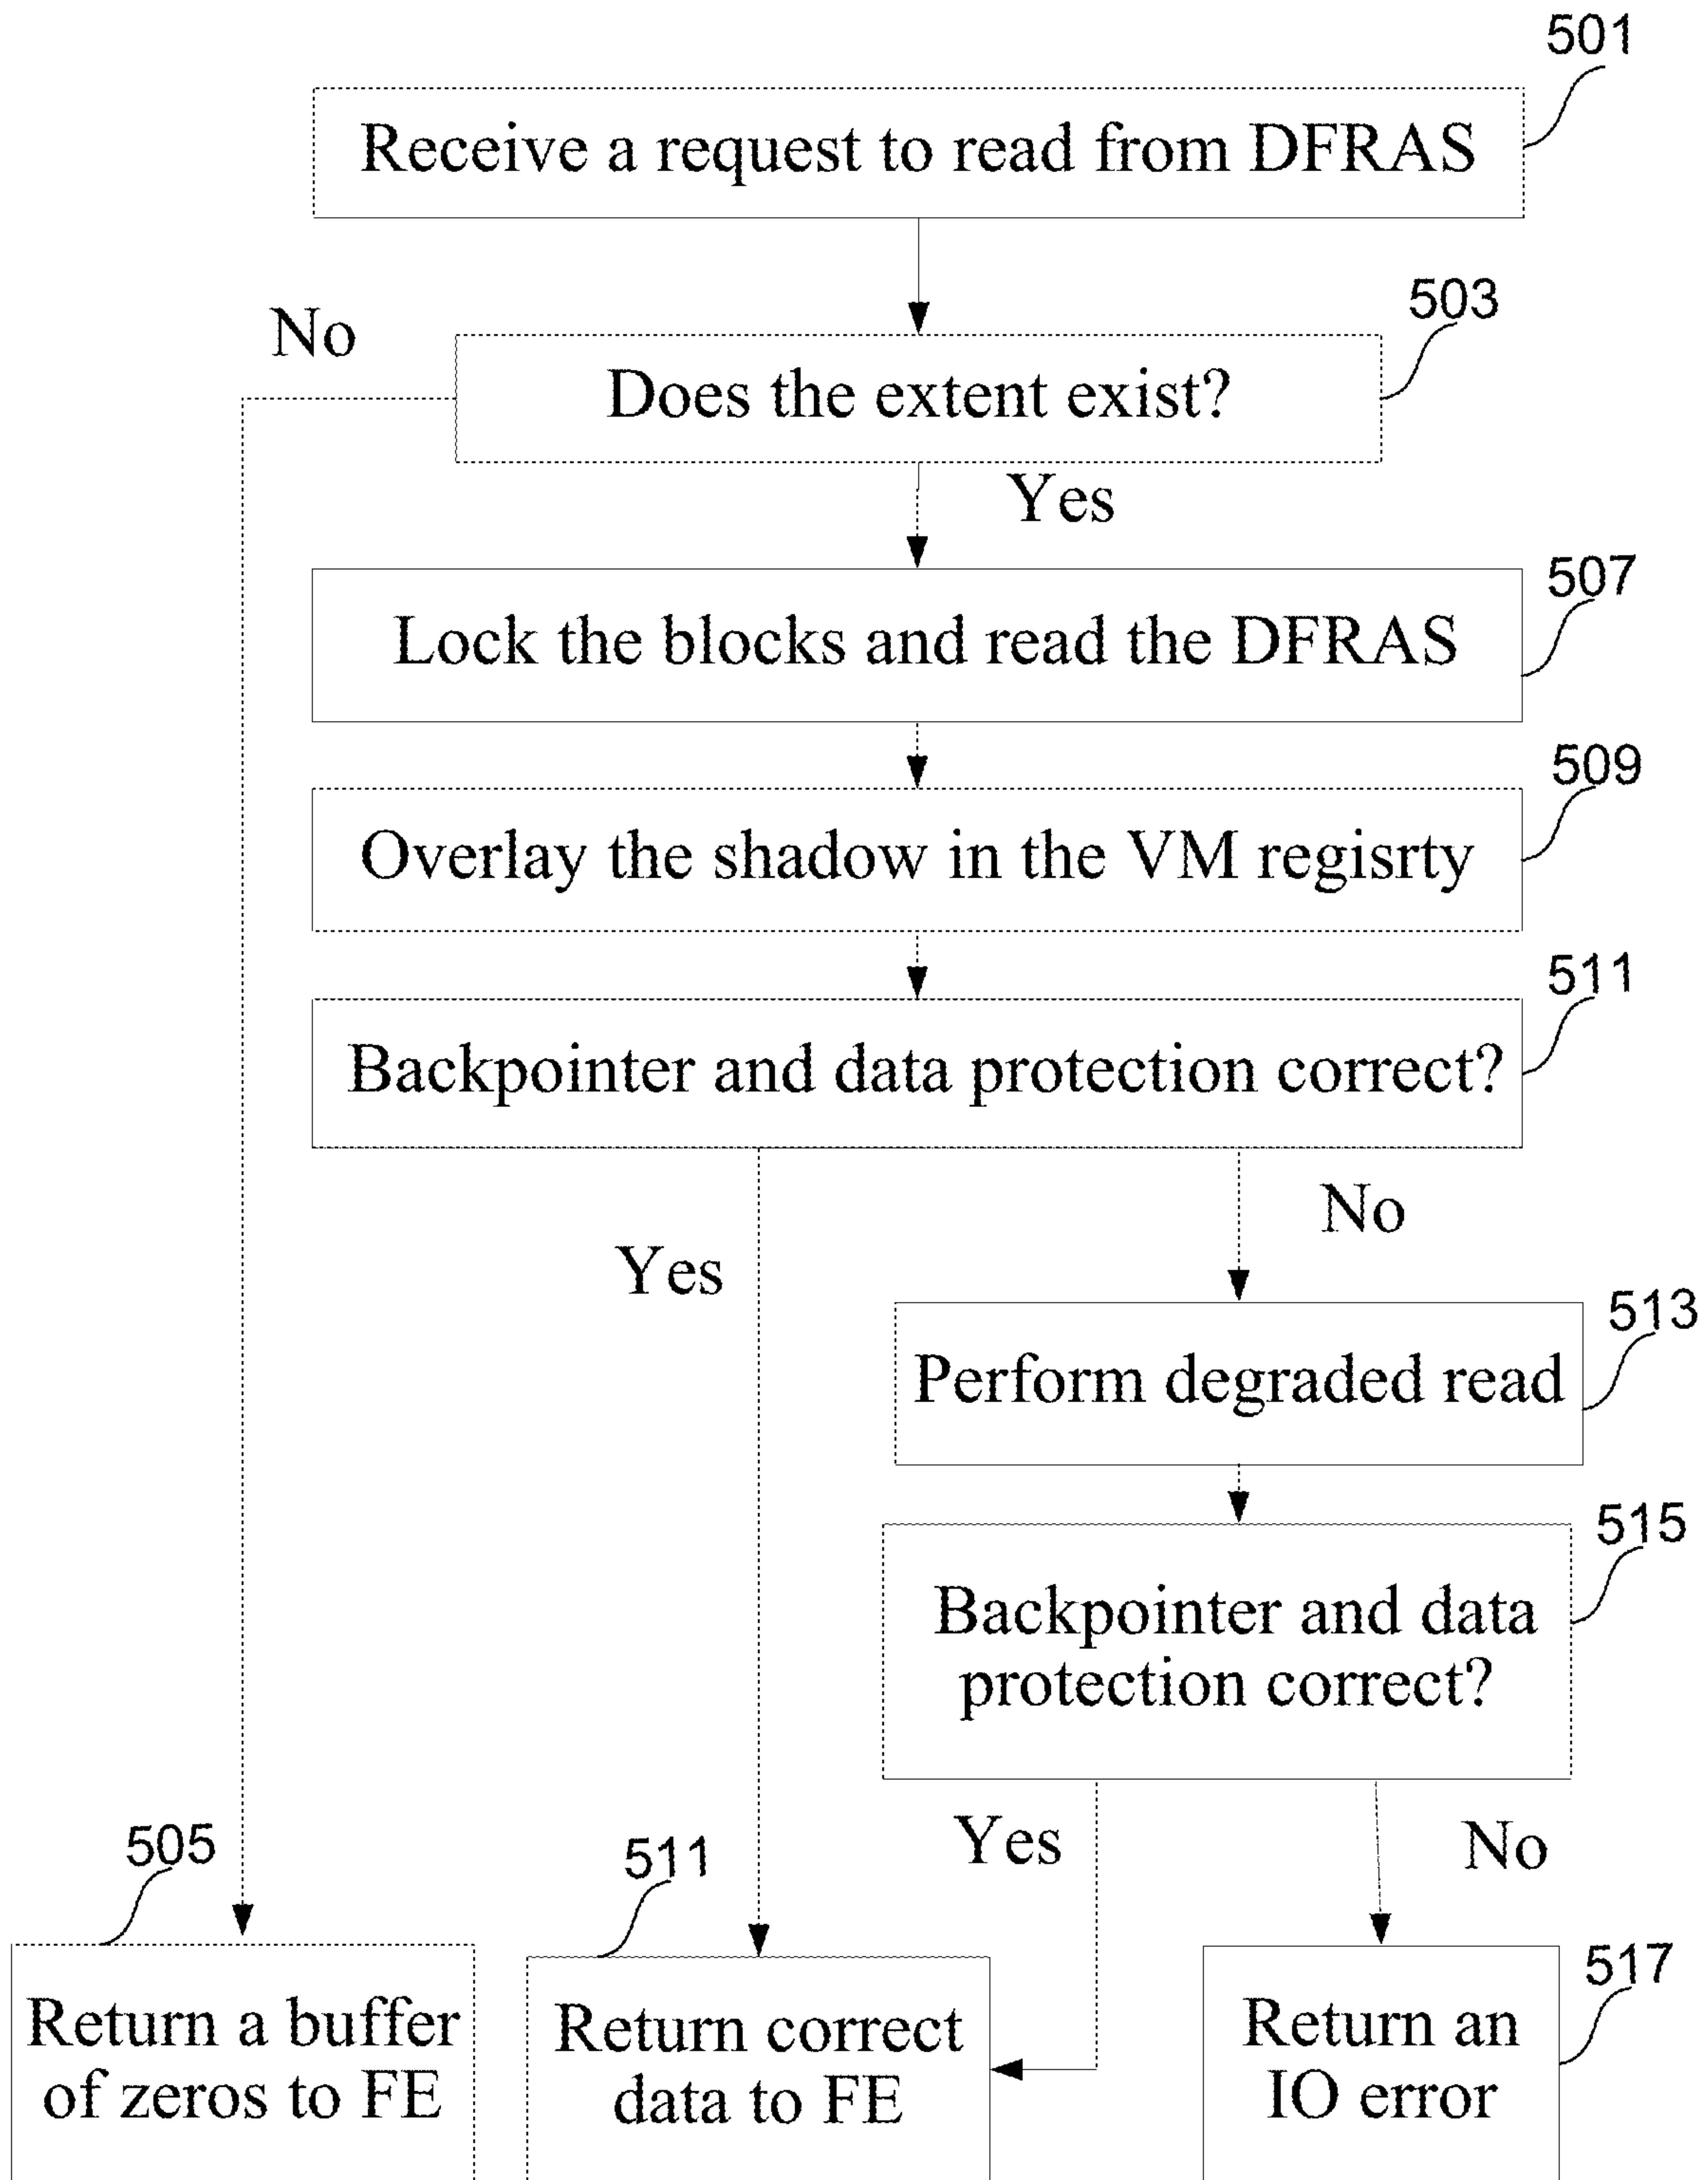 501
Receive a request to read from DFRAS
503
No
Does the extent exist?
Yes
507
Lock the blocks and read the DFRAS
509
Overlay the shadow in the VM regisrty
511
Backpointer and data protection correct?
No
Yes
513
Perform degraded read
515
Backpointer and data
protection correct?
Yes
No
505
511
517
Return a buffer
of zeros to FE
Return correct
data to FE
Return an
IO error